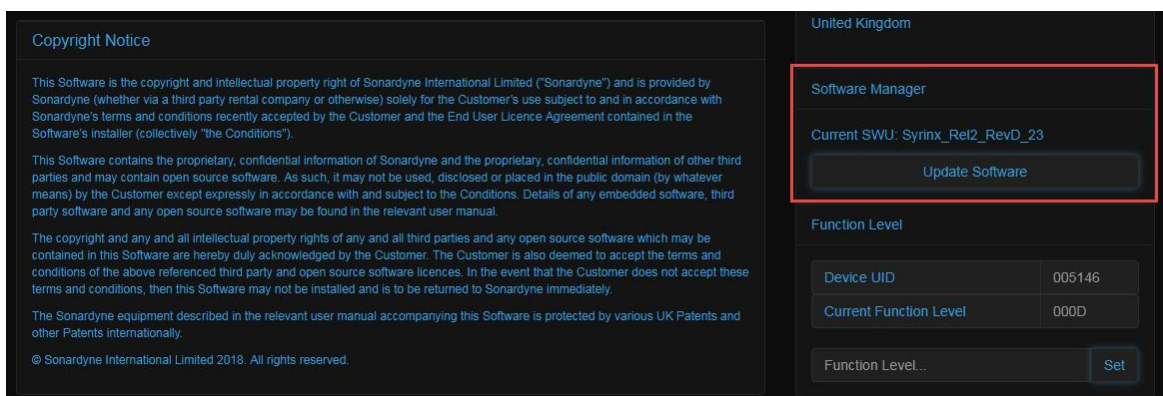 Copyright Notice
This Software is the copyright and intellectual property right of Sonardyne International Limited ("Sonardyne") and is provided by
Sonardyne (whether via a third party rental company or otherwise) solely for the Customer's use subject to and in accordance with
Sonardyne's terms and conditions recently accepted by the Customer and the End User Licence Agreement contained in the
Software's installer (collectively "the Conditions").
This Software contains the proprietary, confidential information of Sonardyne and the proprietary, confidential information of other third
parties and may contain open source software. As such, it may not be used, disclosed or placed in the public domain (by whatever
means) by the Customer except expressly in accordance with and subject to the Conditions. Details of any embedded software, third
party software and any open source software may be found in the relevant user manual.
The copyright and any and all intellectual property rights of any and all third parties and any open source software which may be
contained in this Software are hereby duly acknowledged by the Customer. The Customer is also deemed to accept the terms and
conditions of the above referenced third party and open source software licences. In the event that the Customer does not accept these
terms and conditions, then this Software may not be installed and is to be returned to Sonardyne immediately.
The Sonardyne equipment described in the relevant user manual accompanying this Software is protected by various UK Patents and
other Patents internationally.
© Sonardyne International Limited 2018. All rights reserved.
United Kingdom
Software Manager
Current SWU: Syrinx_Rel2_RevD_23
Update Software
Function Level
Device UID 005146
Current Function Level 000D
Function Level... Set